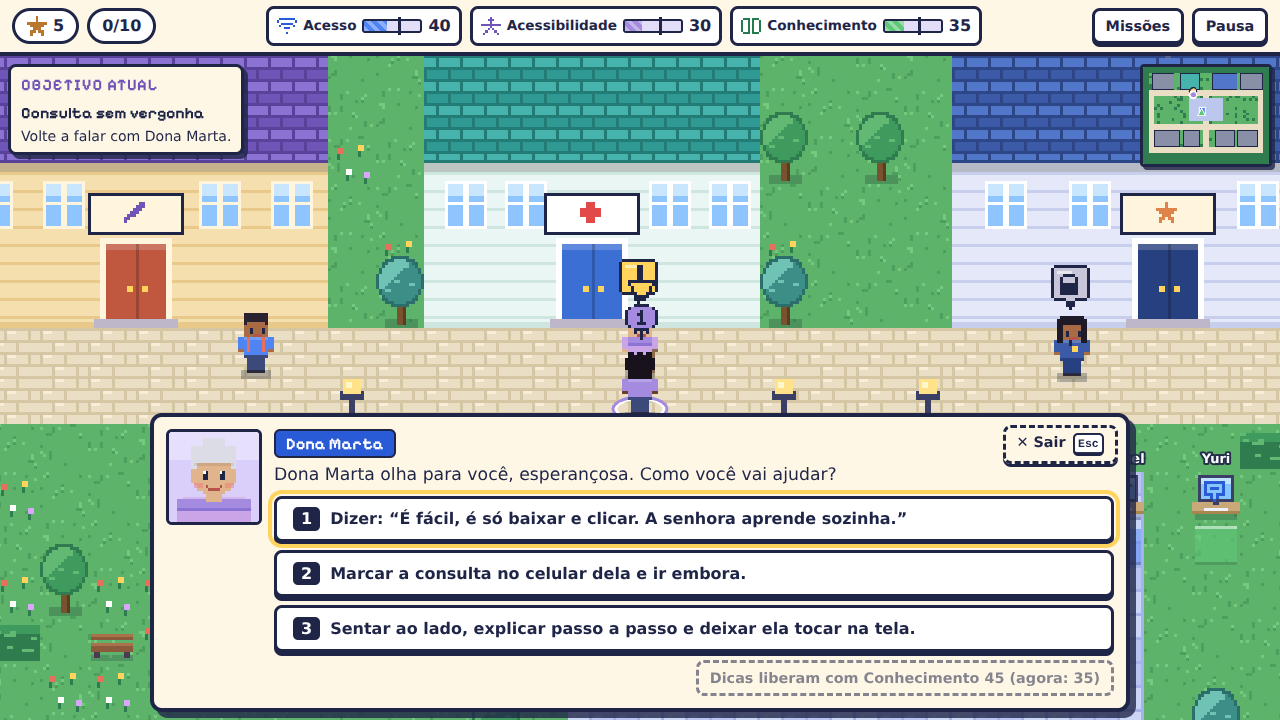 5
0/10
Acesso 40
Acessibilidade 30
Conhecimento 35
Missões
Pausa
OBJETIVO ATUAL
Consulta sem vergonha
Volte a falar com Dona Marta.
1
Dona Marta
✕ Sair Esc
Dona Marta olha para você, esperançosa. Como você vai ajudar?
1 Dizer: “É fácil, é só baixar e clicar. A senhora aprende sozinha.”
2 Marcar a consulta no celular dela e ir embora.
3 Sentar ao lado, explicar passo a passo e deixar ela tocar na tela.
Dicas liberam com Conhecimento 45 (agora: 35)
Yuri